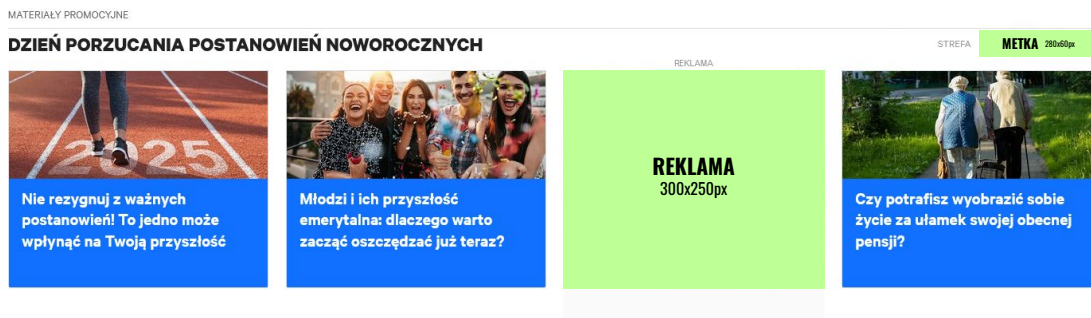 MATERIAŁY PROMOCYJNE
DZIEŃ PORZUCANIA POSTANOWIEŃ NOWOROCZNYCH
STREFA
METKA 280x60px
REKLAMA
2025
Nie rezygnuj z ważnych
postanowień! To jedno może
wpłynąć na Twoją przyszłość
Młodzi i ich przyszłość
emerytalna: dlaczego warto
zacząć oszczędzać już teraz?
REKLAMA
300x250px
Czy potrafisz wyobrazić sobie
życie za ułamek swojej obecnej
pensji?